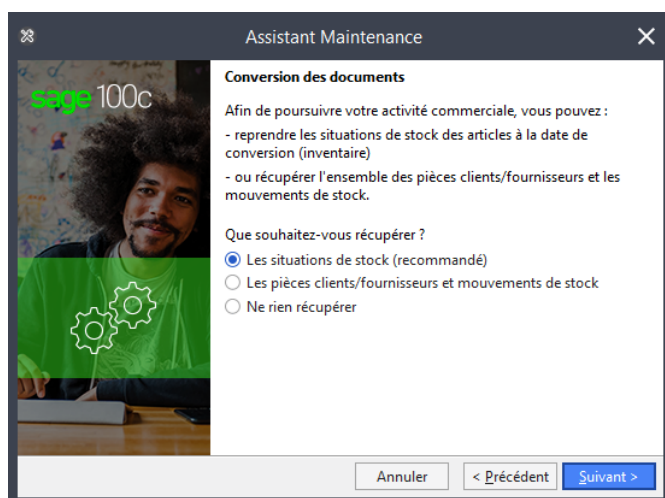 Assistant Maintenance
sage 100c
Conversion des documents
Afin de poursuivre votre activité commerciale, vous pouvez :
- reprendre les situations de stock des articles à la date de
conversion (inventaire)
- ou récupérer l'ensemble des pièces clients/fournisseurs et les
mouvements de stock.
Que souhaitez-vous récupérer ?
Les situations de stock (recommandé)
Les pièces clients/fournisseurs et mouvements de stock
Ne rien récupérer
Annuler
< Précédent
Suivant >